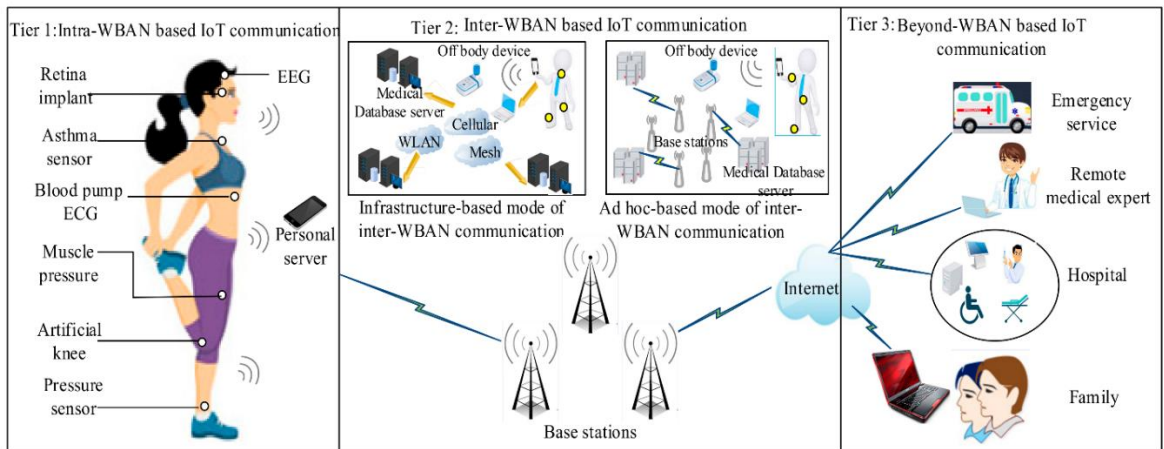 Tier 1:Intra-WBAN based IoT communication
Retina
implant
EEG
Asthma
sensor
Blood pump
ECG
Personal
server
Muscle
pressure
Artificial
knee
Pressure
sensor
Tier 2: Inter-WBAN based IoT communication
Off body device
Medical
Database server
Cellular
WLAN
Mesh
Infrastructure-based mode of
inter-WBAN communication
Off body device
Base stations
Medical Database
server
Ad hoc-based mode of inter-
WBAN communication
Base stations
Internet
Tier 3: Beyond-WBAN based IoT
communication
Emergency
service
Remote
medical expert
Hospital
Family